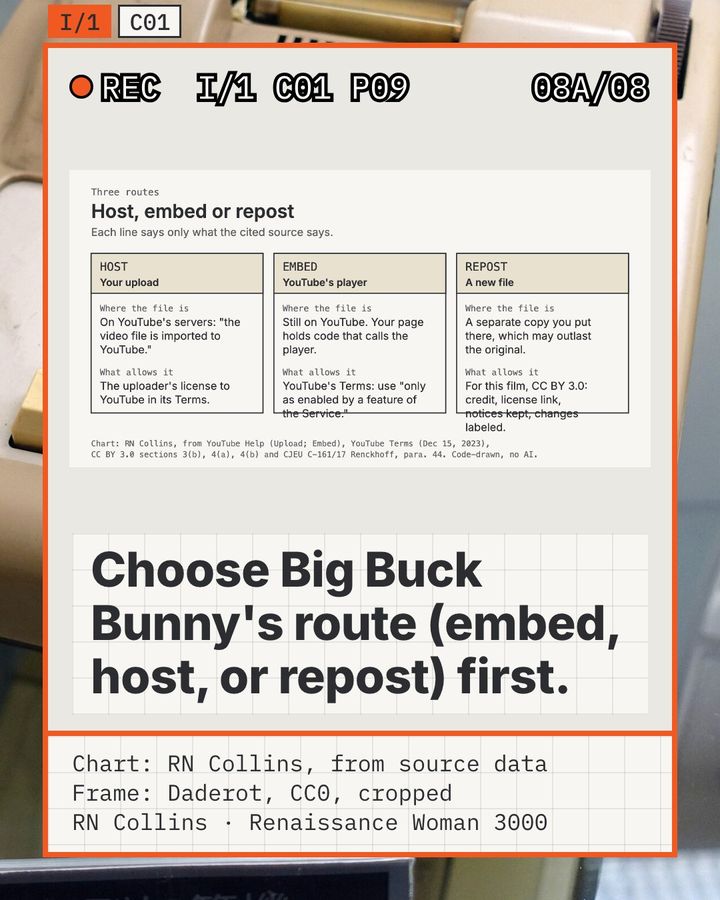 I/1 C01
REC I/1 C01 P09 08A/08
Three routes
Host, embed or repost
Each line says only what the cited source says.
HOST
Your upload
Where the file is
On YouTube's servers: "the
video file is imported to
YouTube."
What allows it
The uploader's license to
YouTube in its Terms.
EMBED
YouTube's player
Where the file is
Still on YouTube. Your page
holds code that calls the
player.
What allows it
YouTube's Terms: use "only
as enabled by a feature of
the Service."
REPOST
A new file
Where the file is
A separate copy you put
there, which may outlast
the original.
What allows it
For this film, CC BY 3.0:
credit, license link,
notices kept, changes
labeled.
Chart: RN Collins, from YouTube Help (Upload; Embed), YouTube Terms (Dec 15, 2023),
CC BY 3.0 sections 3(b), 4(a), 4(b) and CJEU C-161/17 Renckhoff, para. 44. Code-drawn, no AI.
Choose Big Buck
Bunny's route (embed,
host, or repost) first.
Chart: RN Collins, from source data
Frame: Daderot, CC0, cropped
RN Collins · Renaissance Woman 3000